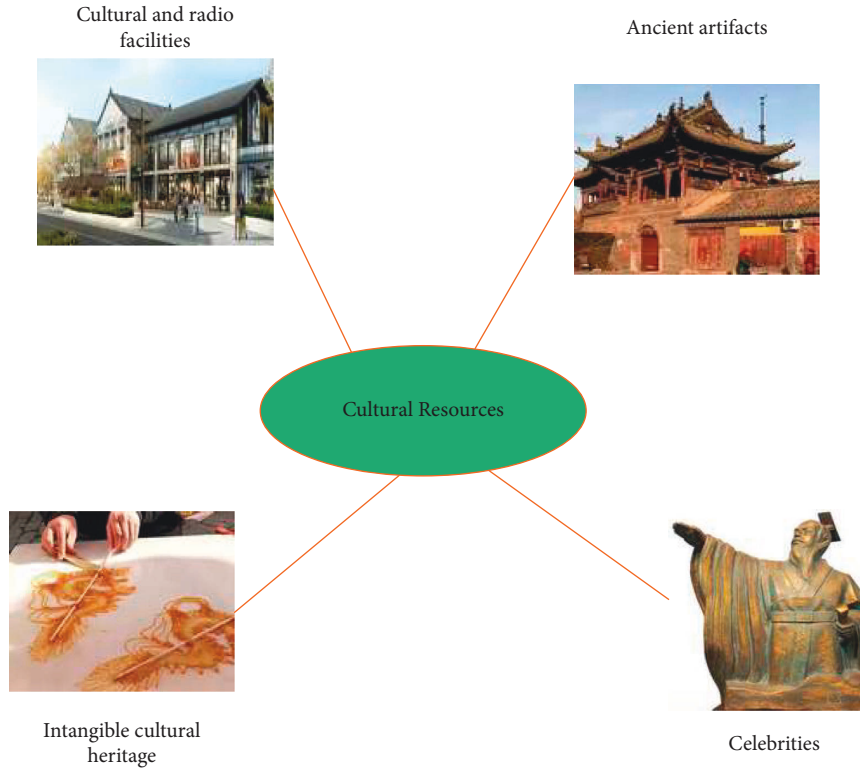 Cultural and radio
facilities
Ancient artifacts
Cultural Resources
Intangible cultural
heritage
Celebrities